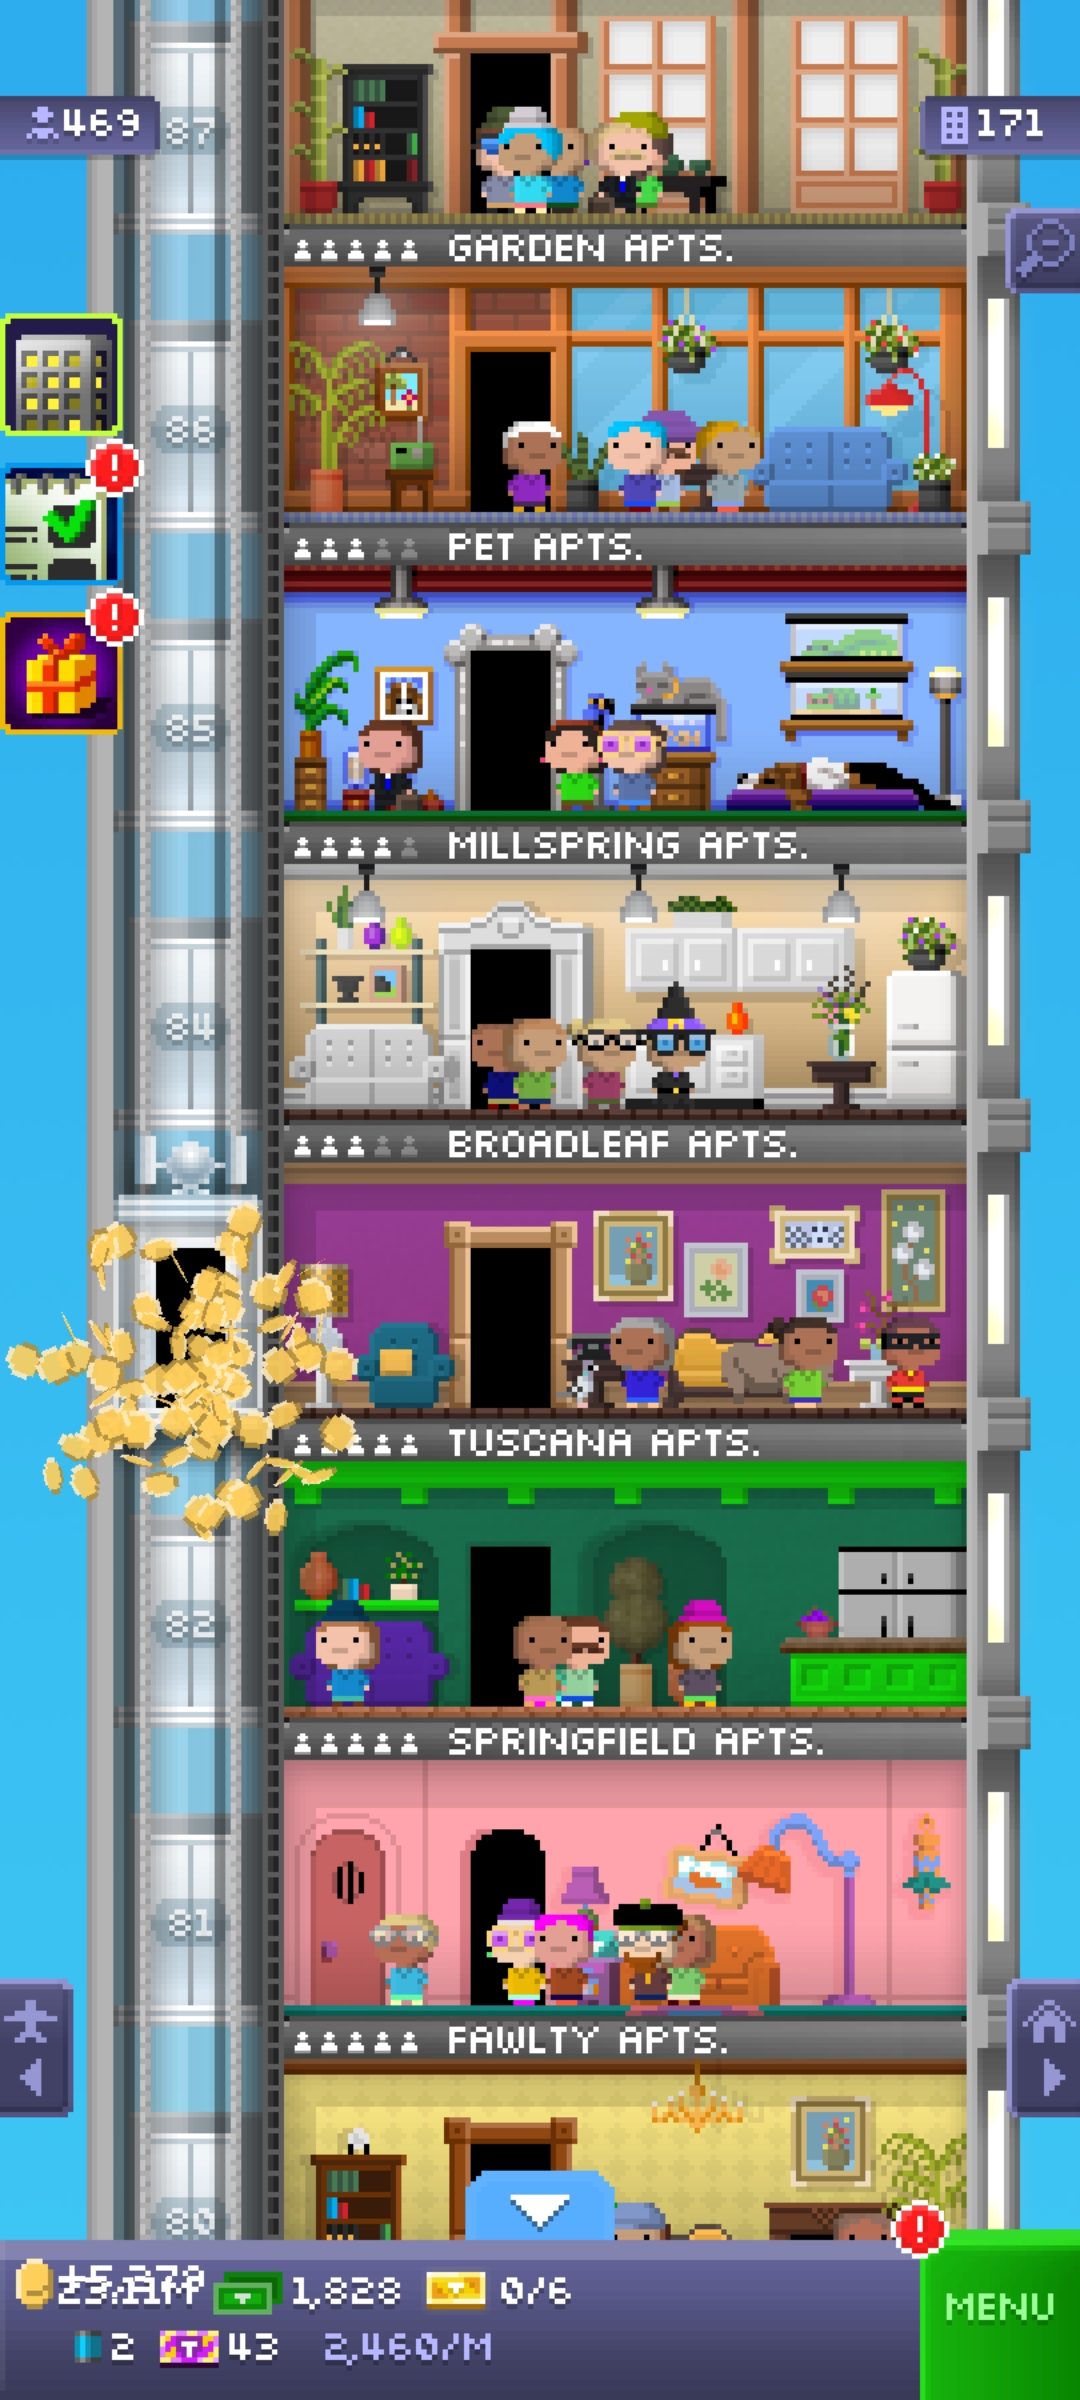 87
469
171
GARDEN APTS.
86
PET APTS.
85
MILLSPRING APTS.
84
BROADLEAF APTS.
TUSCANA APTS.
82
SPRINGFIELD APTS.
81
FAWLTY APTS.
80
1,828
0/6
MENU
2
43
2,460/M